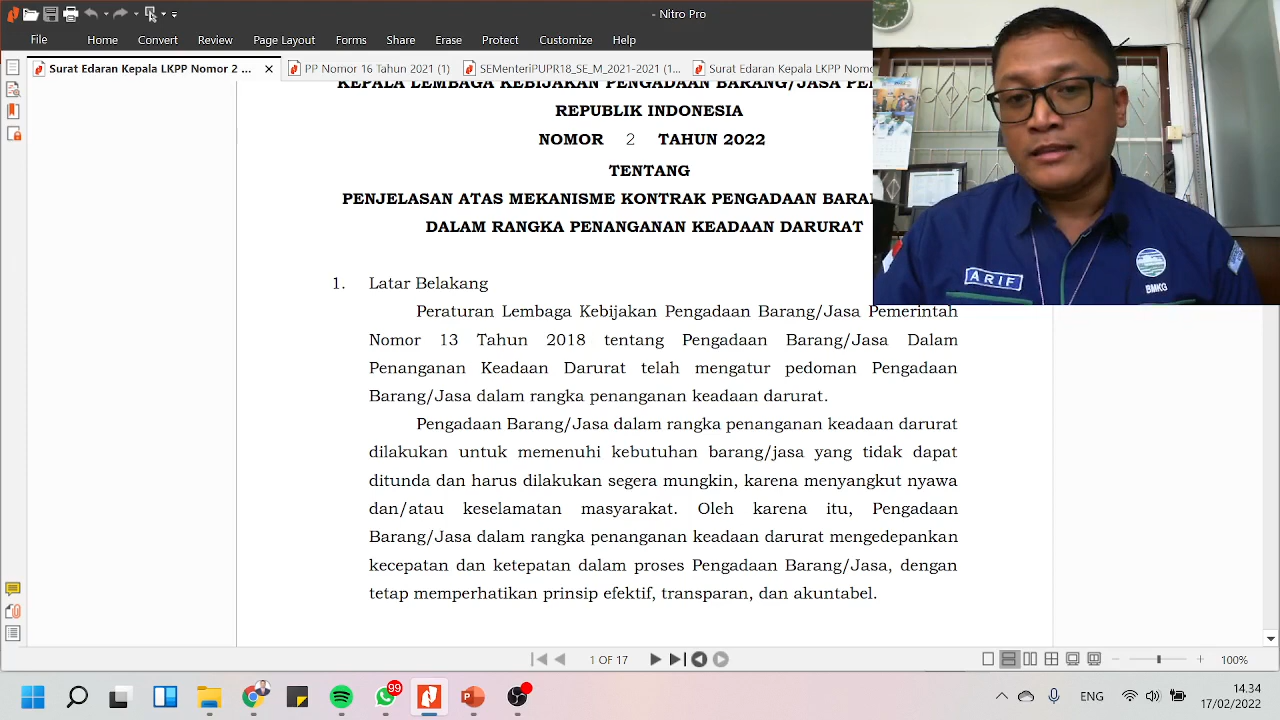 - Nitro Pro
File Home Convert Review Page Layout Forms Share Erase Protect Customize Help
Surat Edaran Kepala LKPP Nomor 2 ... PP Nomor 16 Tahun 2021 (1) SEMenteriPUPR18_SE_M_2021-2021 (1... Surat Edaran Kepala LKPP Nomo
KEPALA LEMBAGA KEBIJAKAN PENGADAAN BARANG/JASA PE
REPUBLIK INDONESIA
NOMOR 2 TAHUN 2022
TENTANG
PENJELASAN ATAS MEKANISME KONTRAK PENGADAAN BARA
DALAM RANGKA PENANGANAN KEADAAN DARURAT
1. Latar Belakang
Peraturan Lembaga Kebijakan Pengadaan Barang/Jasa Pemerintah
Nomor 13 Tahun 2018 tentang Pengadaan Barang/Jasa Dalam
Penanganan Keadaan Darurat telah mengatur pedoman Pengadaan
Barang/Jasa dalam rangka penanganan keadaan darurat.
Pengadaan Barang/Jasa dalam rangka penanganan keadaan darurat
dilakukan untuk memenuhi kebutuhan barang/jasa yang tidak dapat
ditunda dan harus dilakukan segera mungkin, karena menyangkut nyawa
dan/atau keselamatan masyarakat. Oleh karena itu, Pengadaan
Barang/Jasa dalam rangka penanganan keadaan darurat mengedepankan
kecepatan dan ketepatan dalam proses Pengadaan Barang/Jasa, dengan
tetap memperhatikan prinsip efektif, transparan, dan akuntabel.
ARIF
BMKG
1 OF 17
100%
99
ENG
14.34
17/02/2022